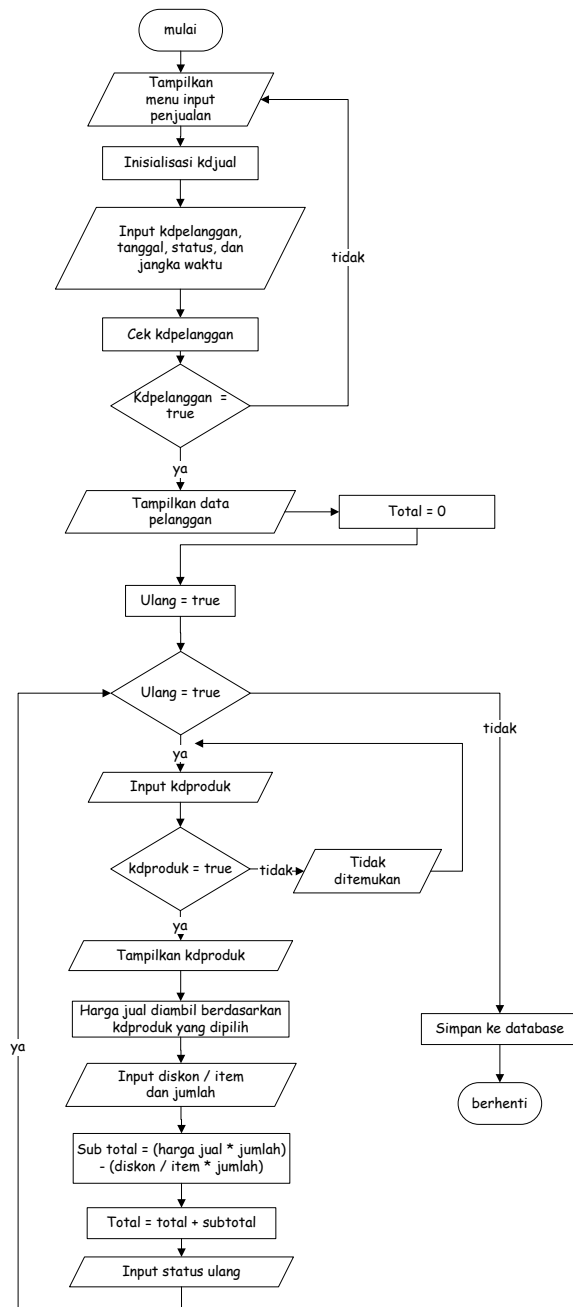 mulai
Tampilkan
menu input
penjualan
Inisialisasi kdjual
Input kdpelanggan,
tanggal, status, dan
jangka waktu
tidak
Cek kdpelanggan
Kdpelanggan =
true
ya
Tampilkan data
pelanggan
Total = 0
Ulang = true
Ulang = true
tidak
ya
Input kdproduk
kdproduk = true
tidak
Tidak
ditemukan
ya
Tampilkan kdproduk
Harga jual diambil berdasarkan
kdproduk yang dipilih
Simpan ke database
ya
Input diskon / item
dan jumlah
berhenti
Sub total = (harga jual * jumlah)
- (diskon / item * jumlah)
Total = total + subtotal
Input status ulang